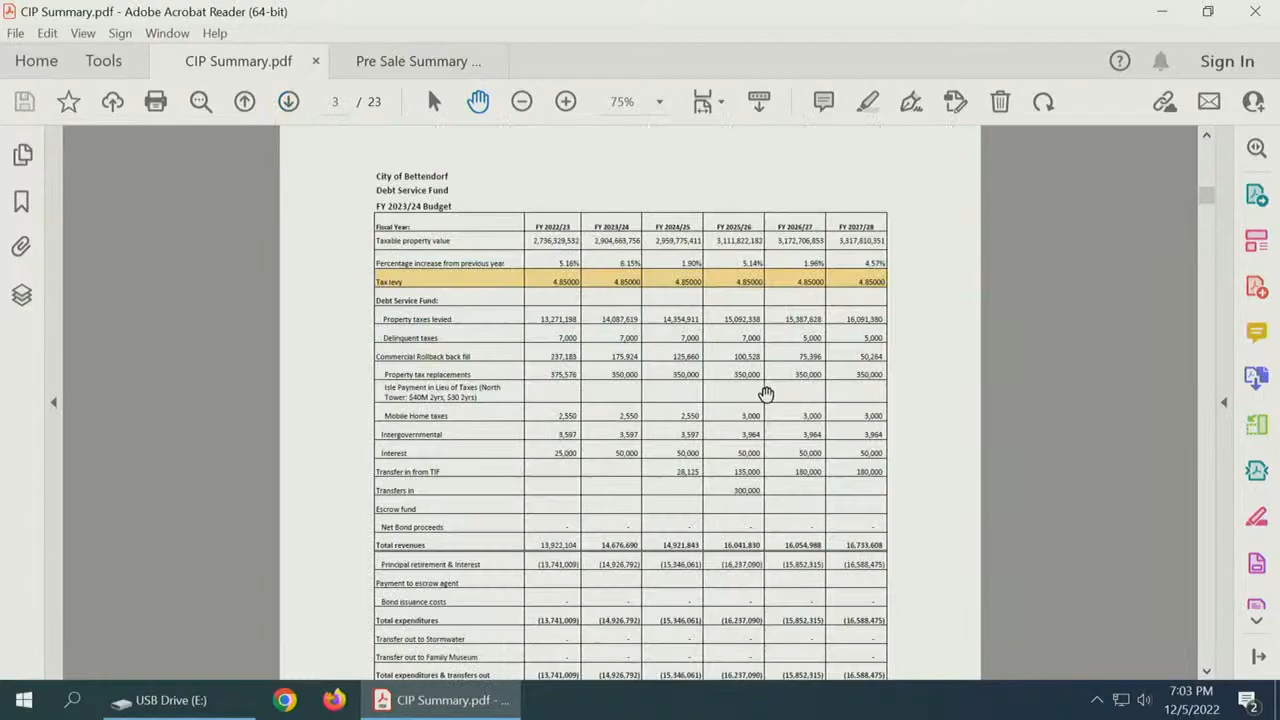 CIP Summary.pdf - Adobe Acrobat Reader (64-bit)
File Edit View Sign Window Help
Home Tools CIP Summary.pdf × Pre Sale Summary ... Sign In
3 / 23 75%
City of Bettendorf
Debt Service Fund
FY 2023/24 Budget
Fiscal Year: FY 2022/23 FY 2023/24 FY 2024/25 FY 2025/26 FY 2026/27 FY 2027/28
Taxable property value 2,736,329,532 2,904,663,756 2,959,775,411 3,111,822,182 3,172,706,853 3,317,810,351
Percentage increase from previous year 5.16% 6.15% 1.90% 5.14% 1.96% 4.57%
Tax levy 4.85000 4.85000 4.85000 4.85000 4.85000 4.85000
Debt Service Fund:
Property taxes levied 13,271,198 14,087,619 14,354,911 15,092,338 15,387,628 16,091,380
Delinquent taxes 7,000 7,000 7,000 7,000 5,000 5,000
Commercial Rollback back fill 237,183 175,924 125,660 100,528 75,396 50,264
Property tax replacements 375,576 350,000 350,000 350,000 350,000 350,000
Isle Payment in Lieu of Taxes (North
Tower: $40M 2yrs, $30 2yrs)
Mobile Home taxes 2,550 2,550 2,550 3,000 3,000 3,000
Intergovernmental 3,597 3,597 3,597 3,964 3,964 3,964
Interest 25,000 50,000 50,000 50,000 50,000 50,000
Transfer in from TIF 28,125 135,000 180,000 180,000
Transfers in 300,000
Escrow fund
Net Bond proceeds - - - - - -
Total revenues 13,922,104 14,676,690 14,921,843 16,041,830 16,054,988 16,733,608
Principal retirement & Interest (13,741,009) (14,926,792) (15,346,061) (16,237,090) (15,852,315) (16,588,475)
Payment to escrow agent
Bond issuance costs - - - - - -
Total expenditures (13,741,009) (14,926,792) (15,346,061) (16,237,090) (15,852,315) (16,588,475)
Transfer out to Stormwater - - - - - -
Transfer out to Family Museum - - - - - -
Total expenditures & transfers out (13,741,009) (14,926,792) (15,346,061) (16,237,090) (15,852,315) (16,588,475)
USB Drive (E:) CIP Summary.pdf - ... 7:03 PM
12/5/2022 2